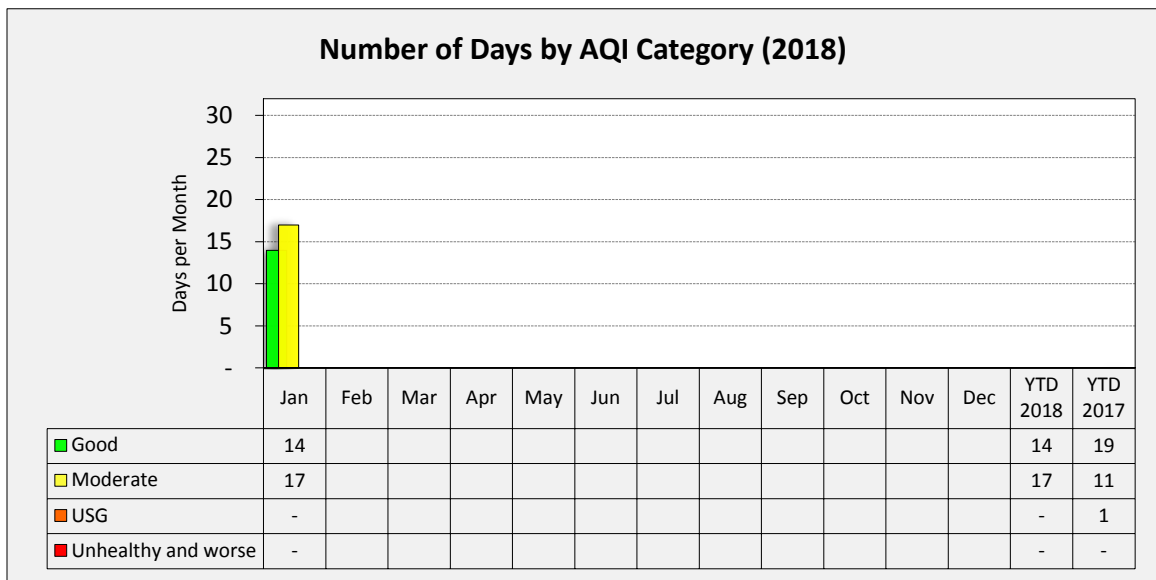 Number of Days by AQI Category (2018)
Days per Month
30
25
20
15
10
5
-
Jan Feb Mar Apr May Jun Jul Aug Sep Oct Nov Dec YTD 2018 YTD 2017
Good 14 14 19
Moderate 17 17 11
USG - - 1
Unhealthy and worse - - -